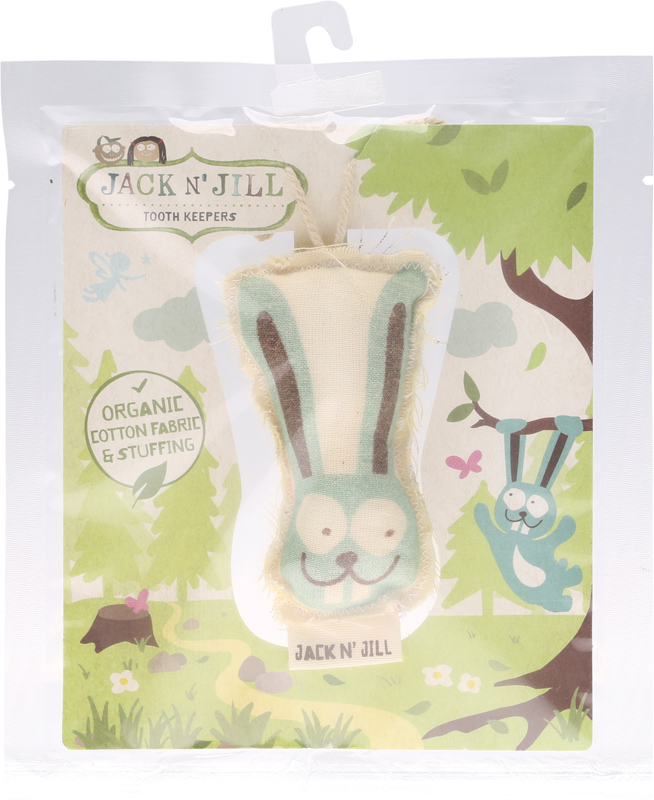 JACK N' JILL
TOOTH KEEPERS
ORGANIC
COTTON FABRIC
& STUFFING
JACK N' JILL